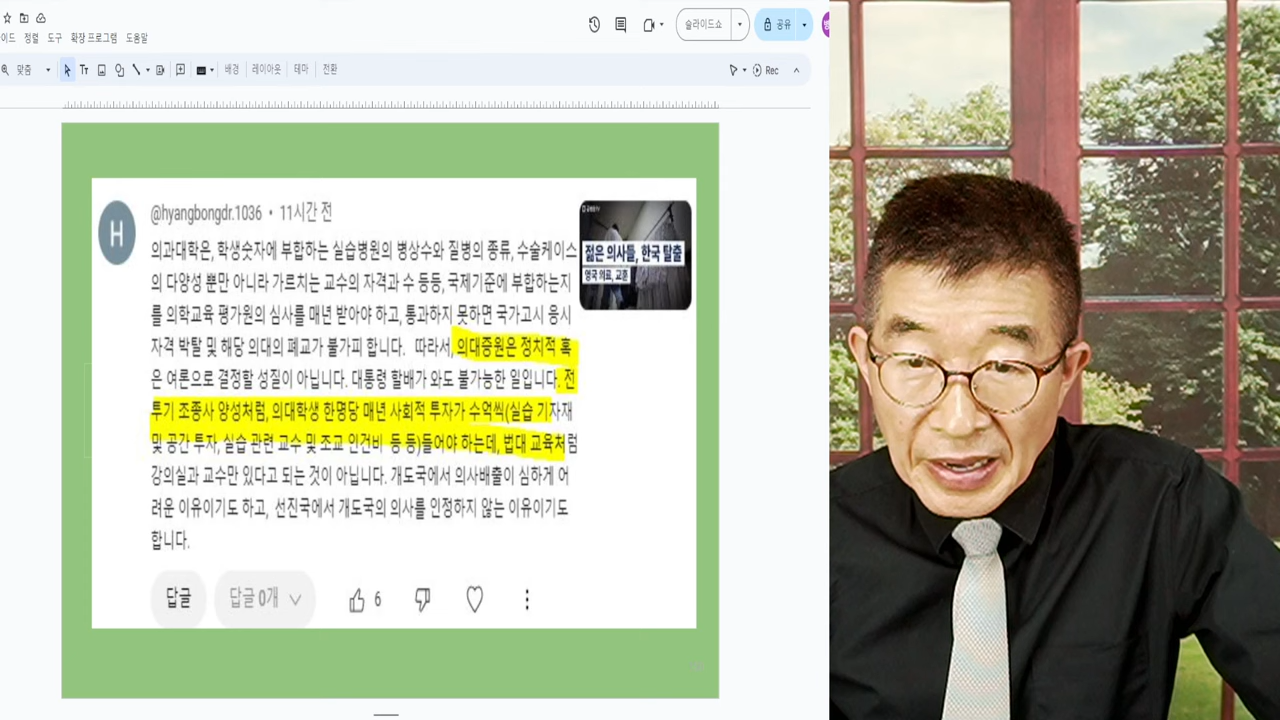 이드 정렬 도구 확장 프로그램 도움말
슬라이드쇼
공유
맞춤
배경 레이아웃 테마 전환
Rec
H
@hyangbongdr.1036 • 11시간 전
의과대학은, 학생숫자에 부합하는 실습병원의 병상수와 질병의 종류, 수술케이스
의 다양성 뿐만 아니라 가르치는 교수의 자격과 수 등등, 국제기준에 부합하는지
를 의학교육 평가원의 심사를 매년 받아야 하고, 통과하지 못하면 국가고시 응시
자격 박탈 및 해당 의대의 폐교가 불가피 합니다. 따라서, 의대증원은 정치적 혹
은 여론으로 결정할 성질이 아닙니다. 대통령 할배가 와도 불가능한 일입니다. 전
투기 조종사 양성처럼, 의대학생 한명당 매년 사회적 투자가 수억씩(실습 기자재
및 공간 투자, 실습 관련 교수 및 조교 인건비 등 등)들어야 하는데, 법대 교육처럼
강의실과 교수만 있다고 되는 것이 아닙니다. 개도국에서 의사배출이 심하게 어
려운 이유이기도 하고, 선진국에서 개도국의 의사를 인정하지 않는 이유이기도
합니다.
젊은 의사들, 한국 탈출
영국 의료, 교훈
답글
답글 0개
6